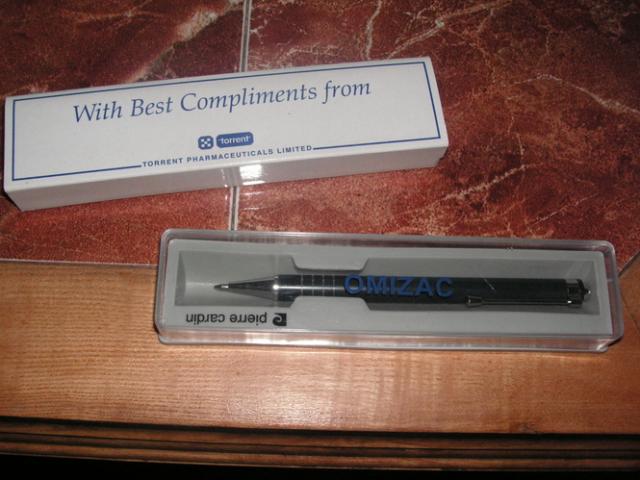 With Best Compliments from
torrent
TORRENT PHARMACEUTICALS LIMITED
OMIZAC
pierre cardin